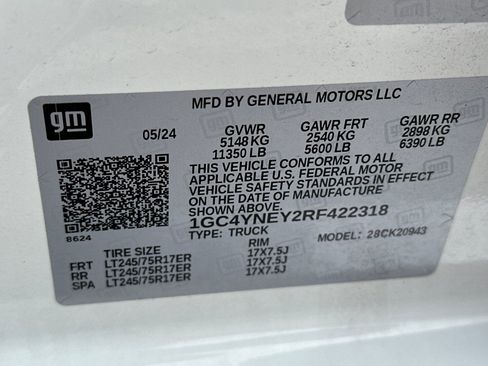 gm
MFD BY GENERAL MOTORS LLC
05/24 GVWR GAWR FRT GAWR RR
5148 KG 2540 KG 2898 KG
11350 LB 5600 LB 6390 LB
THIS VEHICLE CONFORMS TO ALL
APPLICABLE U.S. FEDERAL MOTOR
VEHICLE SAFETY STANDARDS IN EFFECT
ON THE DATE OF MANUFACTURE
SHOWN ABOVE.
1GC4YNEY2RF422318
8624 TYPE: TRUCK MODEL: 28CK20943
TIRE SIZE RIM
FRT LT245/75R17ER 17X7.5J
RR LT245/75R17ER 17X7.5J
SPA LT245/75R17ER 17X7.5J